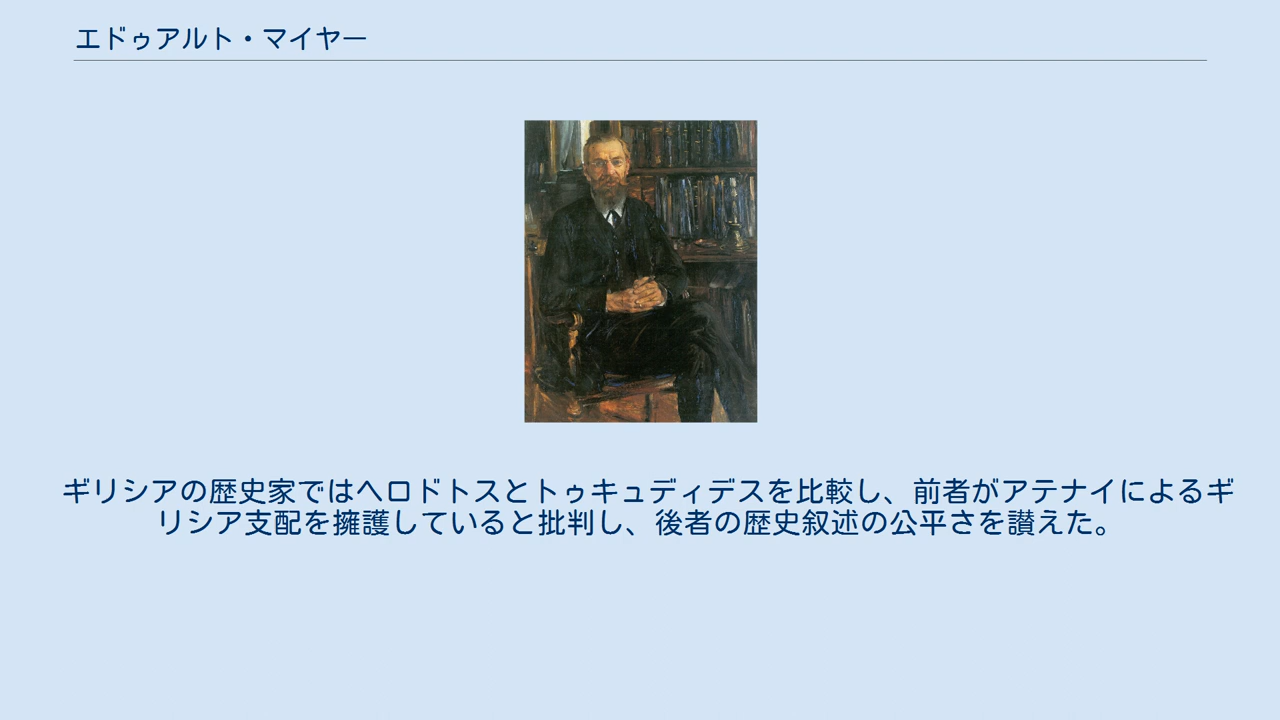 エドゥアルト・マイヤー
ギリシアの歴史家ではヘロドトスとトゥキュディデスを比較し、前者がアテナイによるギ
リシア支配を擁護していると批判し、後者の歴史叙述の公平さを讃えた。